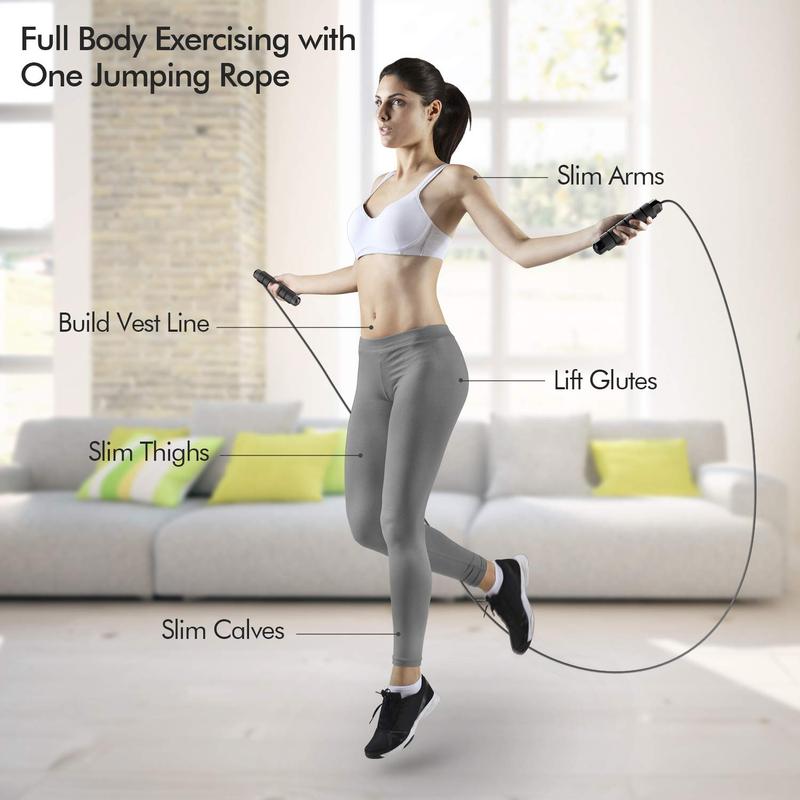 Full Body Exercising with
One Jumping Rope
Slim Arms
Build Vest Line
Lift Glutes
Slim Thighs
Slim Calves